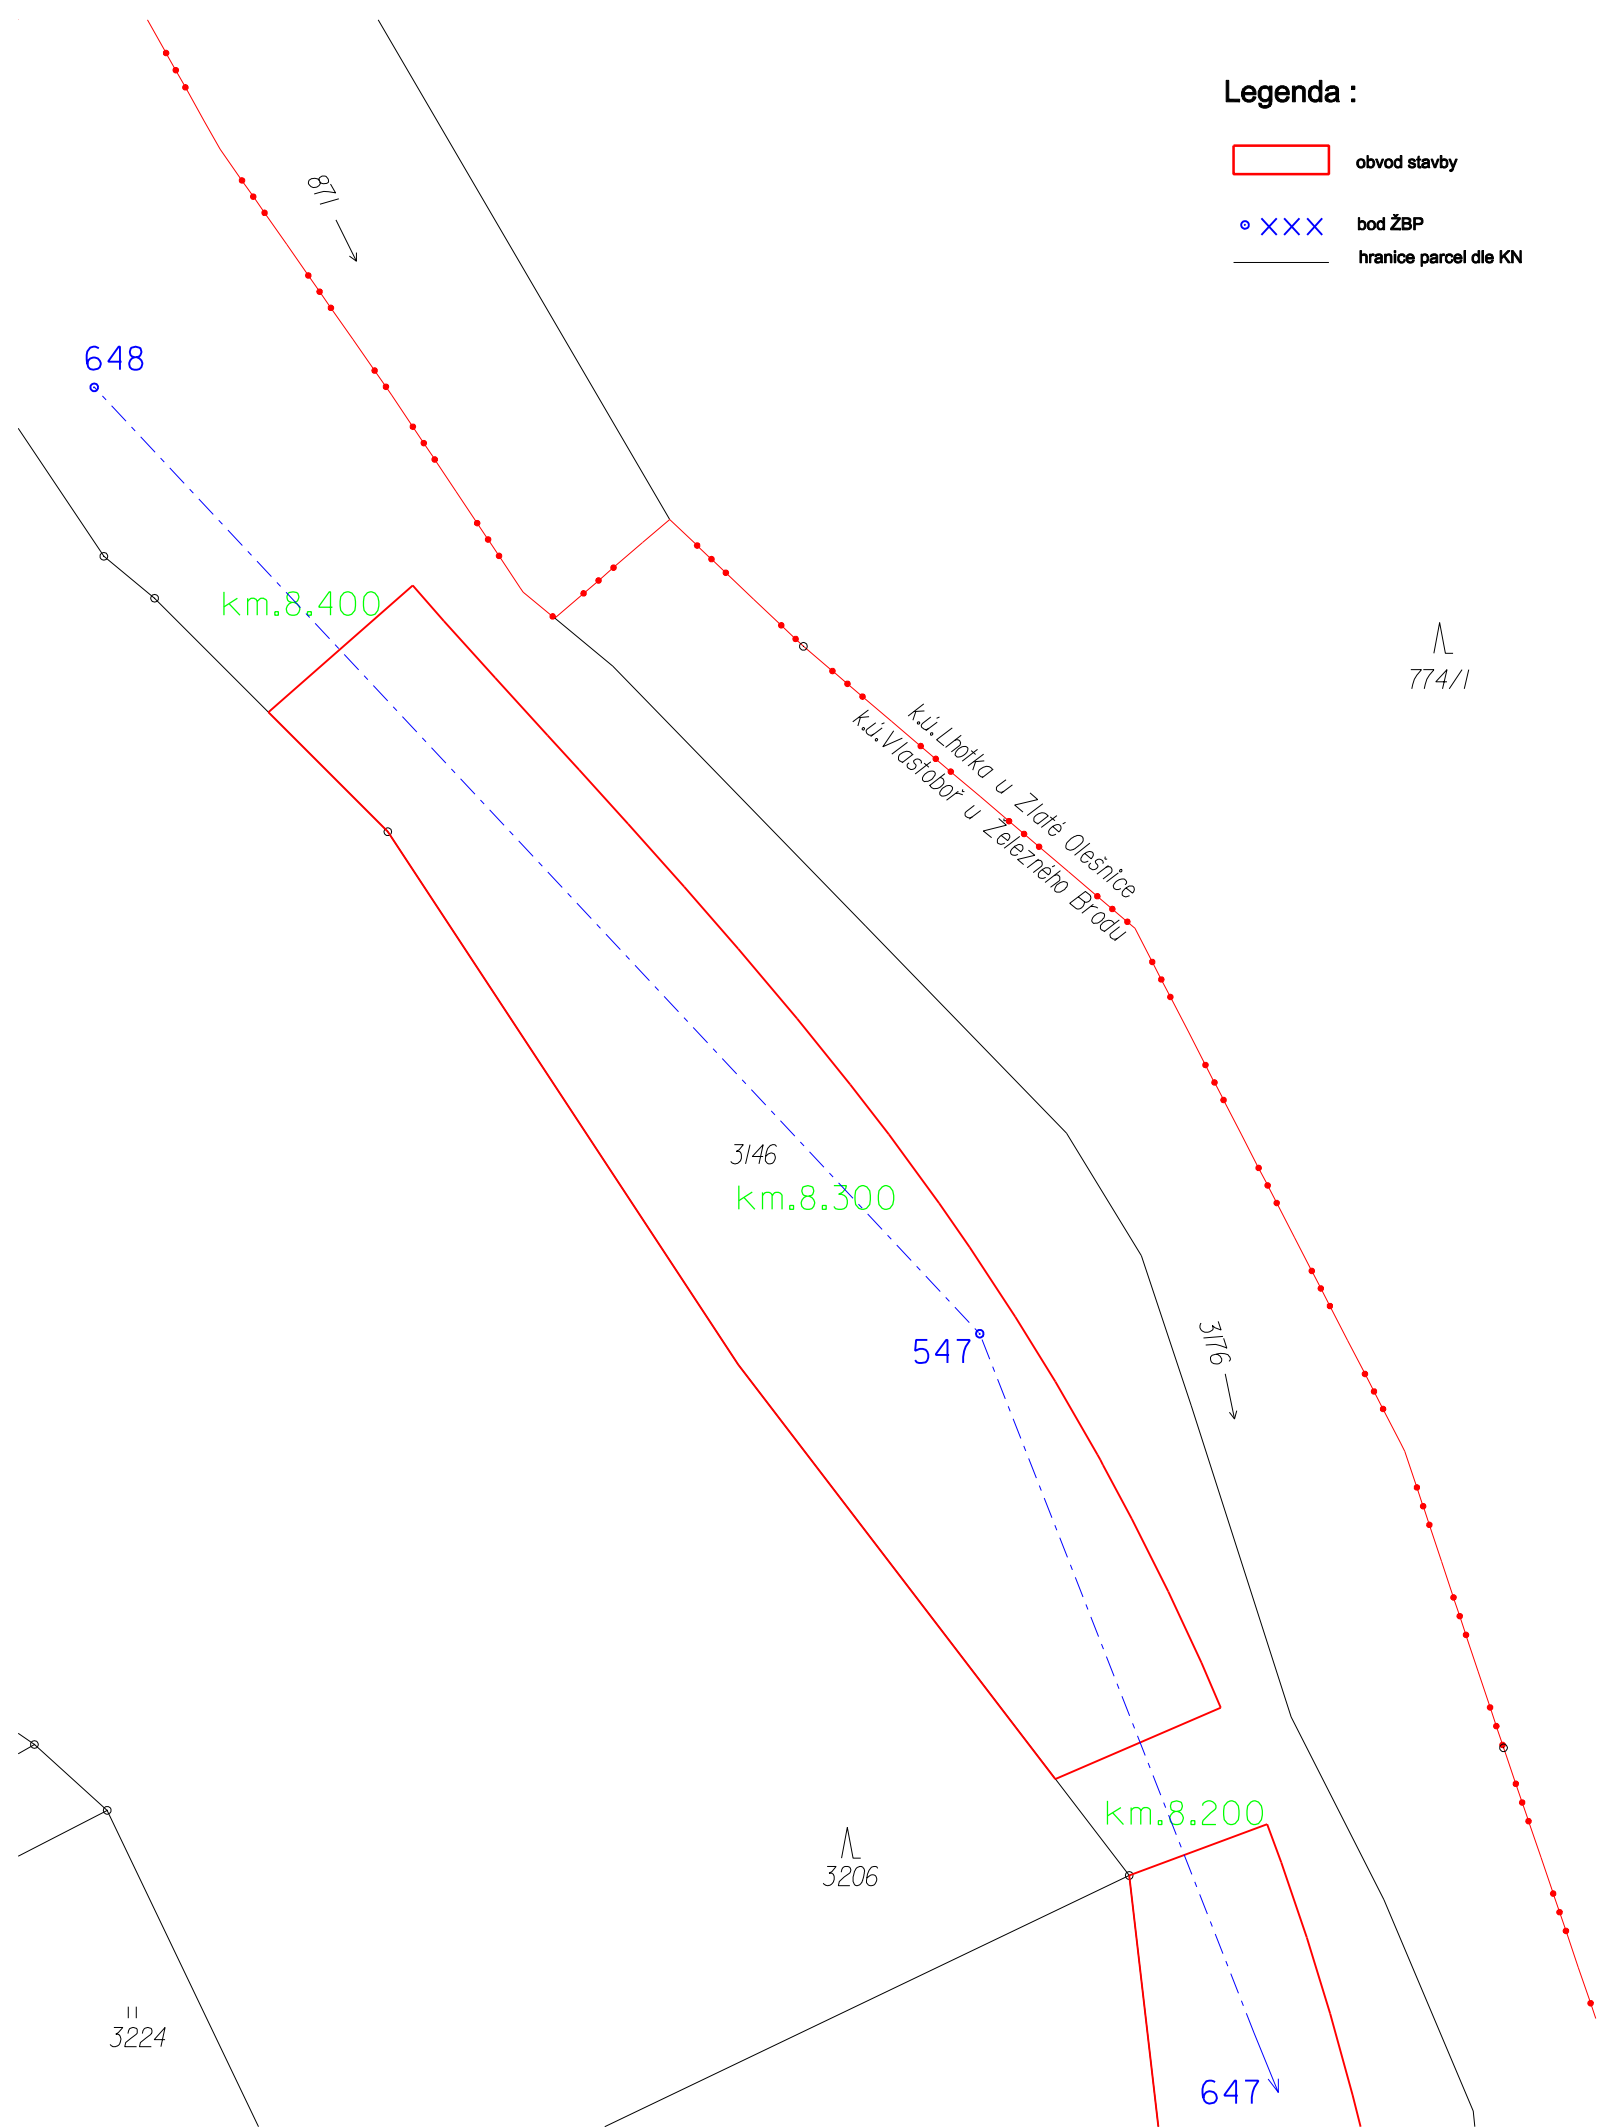 Legenda :
obvod stavby
bod ŽBP
hranice parcel dle KN
871
648
km.8.400
774/1
k.ú.Lhotka u Zlaté Olešnice
k.ú.Vlastiboř u Železného Brodu
3146
km.8.300
547
3176
km.8.200
3206
3224
647